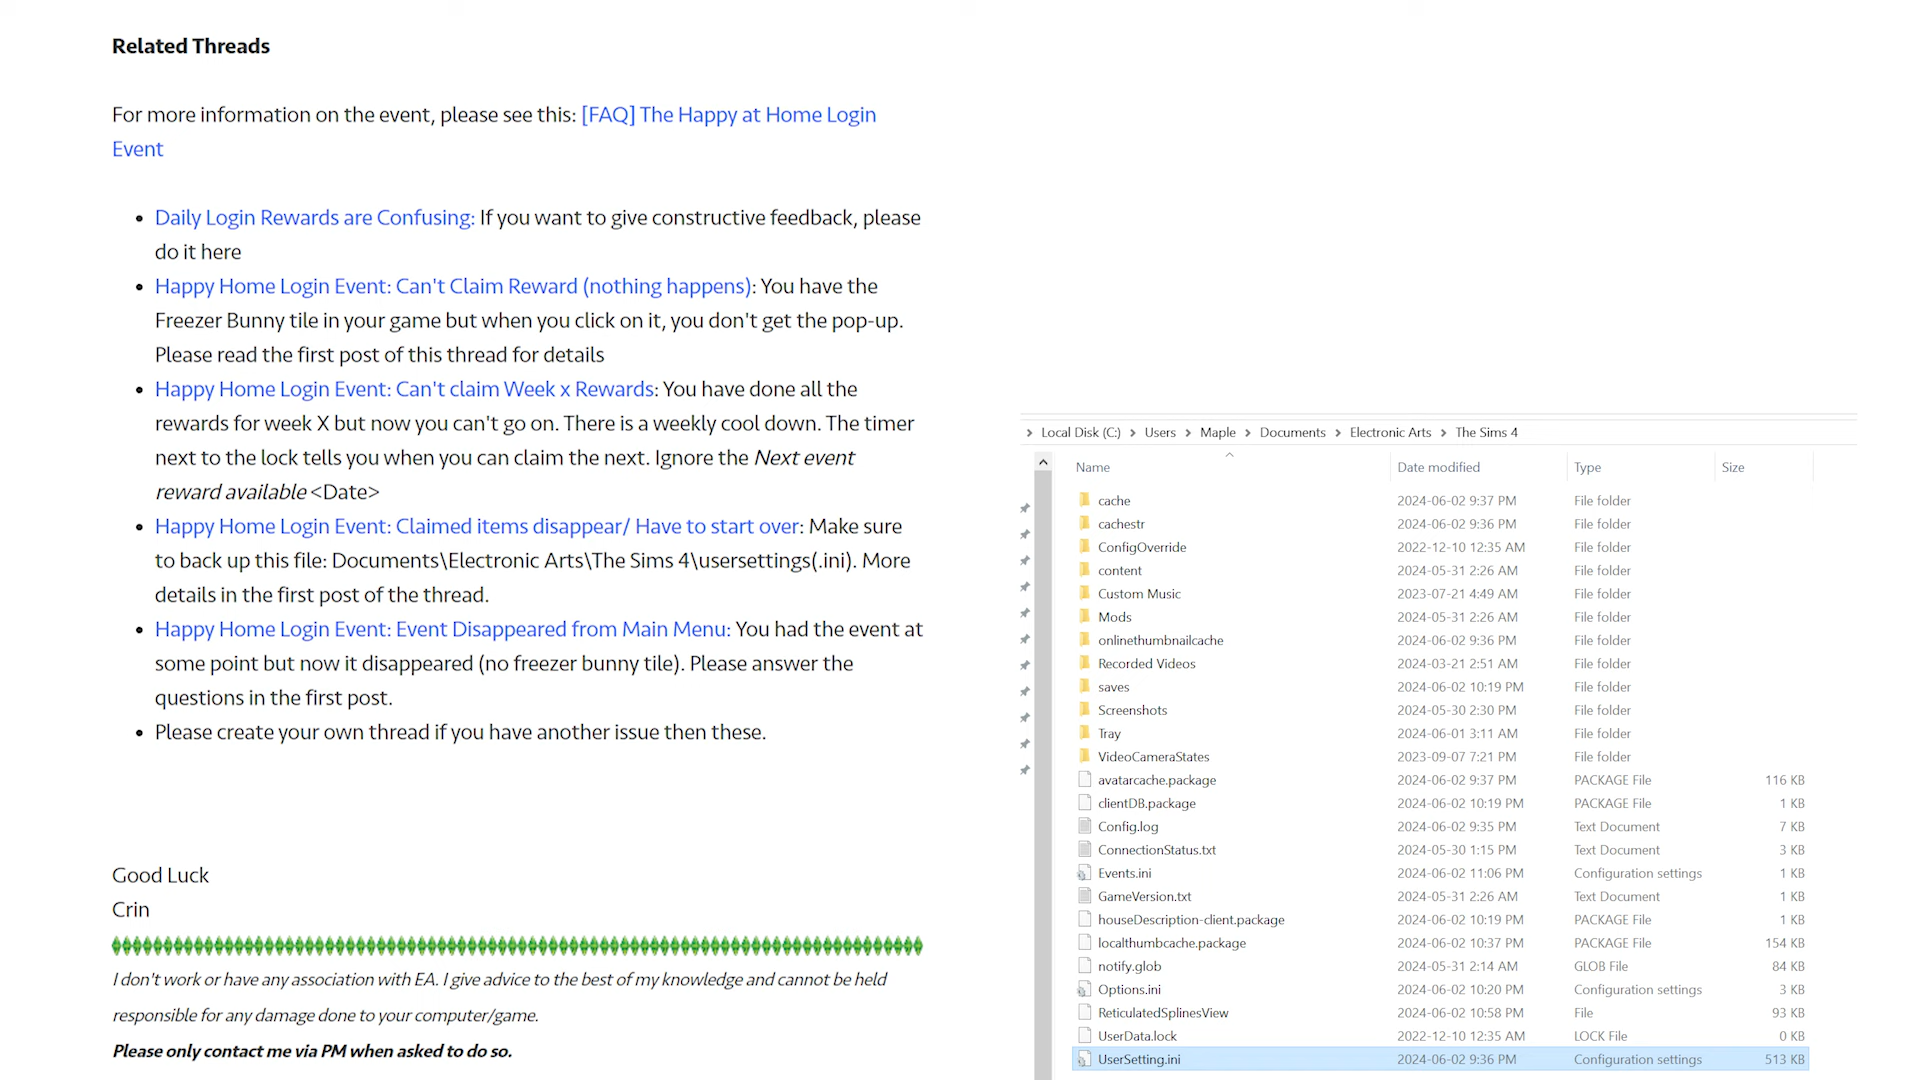 Related Threads
For more information on the event, please see this: [FAQ] The Happy at Home Login
Event
• Daily Login Rewards are Confusing: If you want to give constructive feedback, please
do it here
• Happy Home Login Event: Can't Claim Reward (nothing happens): You have the
Freezer Bunny tile in your game but when you click on it, you don't get the pop-up.
Please read the first post of this thread for details
• Happy Home Login Event: Can't claim Week x Rewards: You have done all the
rewards for week X but now you can't go on. There is a weekly cool down. The timer
next to the lock tells you when you can claim the next. Ignore the Next event
reward available <Date>
• Happy Home Login Event: Claimed items disappear/ Have to start over: Make sure
to back up this file: Documents\Electronic Arts\The Sims 4\usersettings(.ini). More
details in the first post of the thread.
• Happy Home Login Event: Event Disappeared from Main Menu: You had the event at
some point but now it disappeared (no freezer bunny tile). Please answer the
questions in the first post.
• Please create your own thread if you have another issue then these.
Good Luck
Crin
I don't work or have any association with EA. I give advice to the best of my knowledge and cannot be held
responsible for any damage done to your computer/game.
Please only contact me via PM when asked to do so.
> Local Disk (C:) > Users > Maple > Documents > Electronic Arts > The Sims 4
Name Date modified Type Size
cache 2024-06-02 9:37 PM File folder
cachestr 2024-06-02 9:36 PM File folder
ConfigOverride 2022-12-10 12:35 AM File folder
content 2024-05-31 2:26 AM File folder
Custom Music 2023-07-21 4:49 AM File folder
Mods 2024-05-31 2:26 AM File folder
onlinethumbnailcache 2024-06-02 9:36 PM File folder
Recorded Videos 2024-03-21 2:51 AM File folder
saves 2024-06-02 10:19 PM File folder
Screenshots 2024-05-30 2:30 PM File folder
Tray 2024-06-01 3:11 AM File folder
VideoCameraStates 2023-09-07 7:21 PM File folder
avatarcache.package 2024-06-02 9:37 PM PACKAGE File 116 KB
clientDB.package 2024-06-02 10:19 PM PACKAGE File 1 KB
Config.log 2024-06-02 9:35 PM Text Document 7 KB
ConnectionStatus.txt 2024-05-30 1:15 PM Text Document 3 KB
Events.ini 2024-06-02 11:06 PM Configuration settings 1 KB
GameVersion.txt 2024-05-31 2:26 AM Text Document 1 KB
houseDescription-client.package 2024-06-02 10:19 PM PACKAGE File 1 KB
localthumbcache.package 2024-06-02 10:37 PM PACKAGE File 154 KB
notify.glob 2024-05-31 2:14 AM GLOB File 84 KB
Options.ini 2024-06-02 10:20 PM Configuration settings 3 KB
ReticulatedSplinesView 2024-06-02 10:58 PM File 93 KB
UserData.lock 2022-12-10 12:35 AM LOCK File 0 KB
UserSetting.ini 2024-06-02 9:36 PM Configuration settings 513 KB